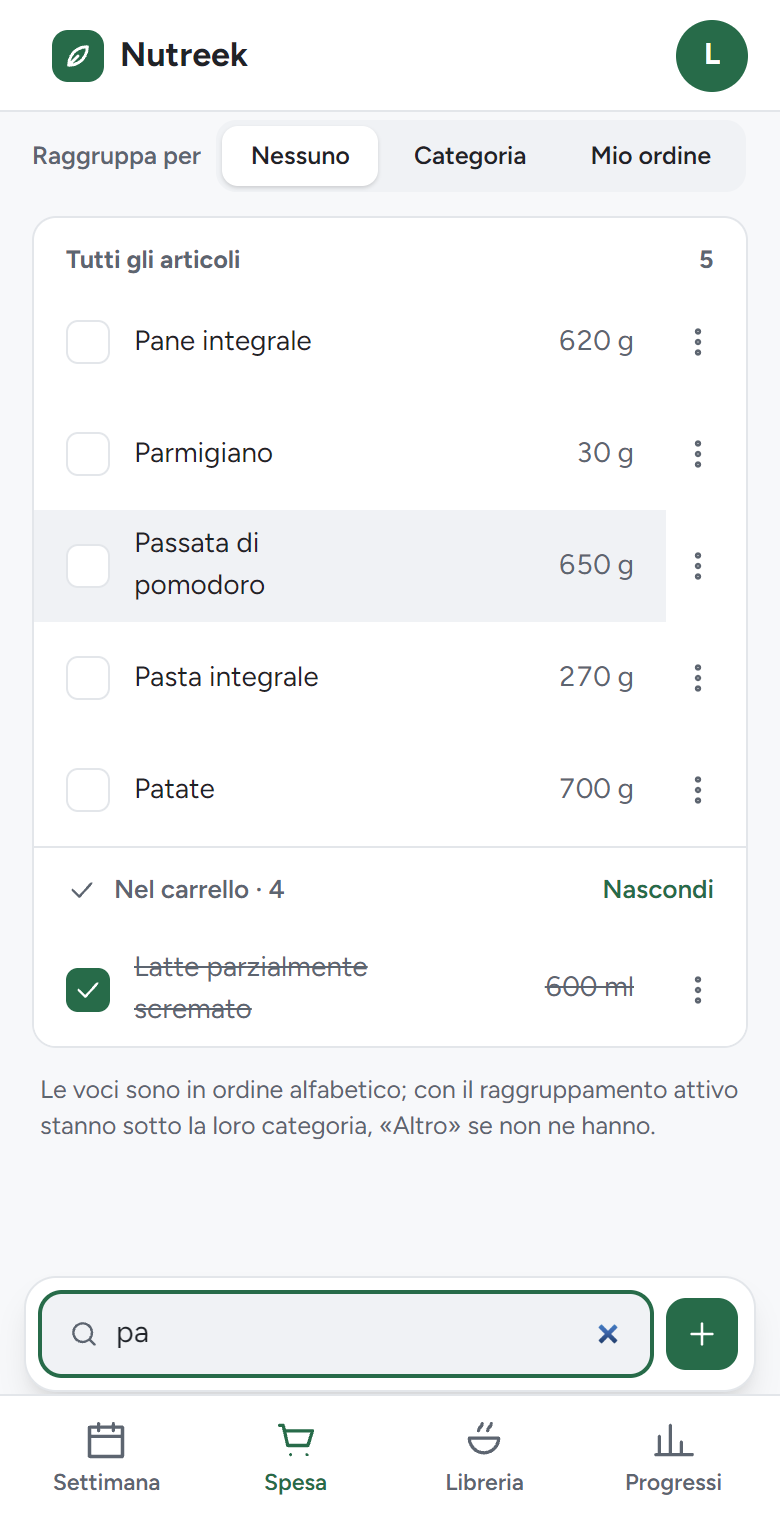 Nutreek
L
Raggruppa per
Nessuno
Categoria
Mio ordine
Tutti gli articoli
5
Pane integrale
620 g
Parmigiano
30 g
Passata di
pomodoro
650 g
Pasta integrale
270 g
Patate
700 g
Nel carrello · 4
Nascondi
Latte parzialmente
scremato
600 ml
Le voci sono in ordine alfabetico; con il raggruppamento attivo
stanno sotto la loro categoria, «Altro» se non ne hanno.
pa
Settimana
Spesa
Libreria
Progressi